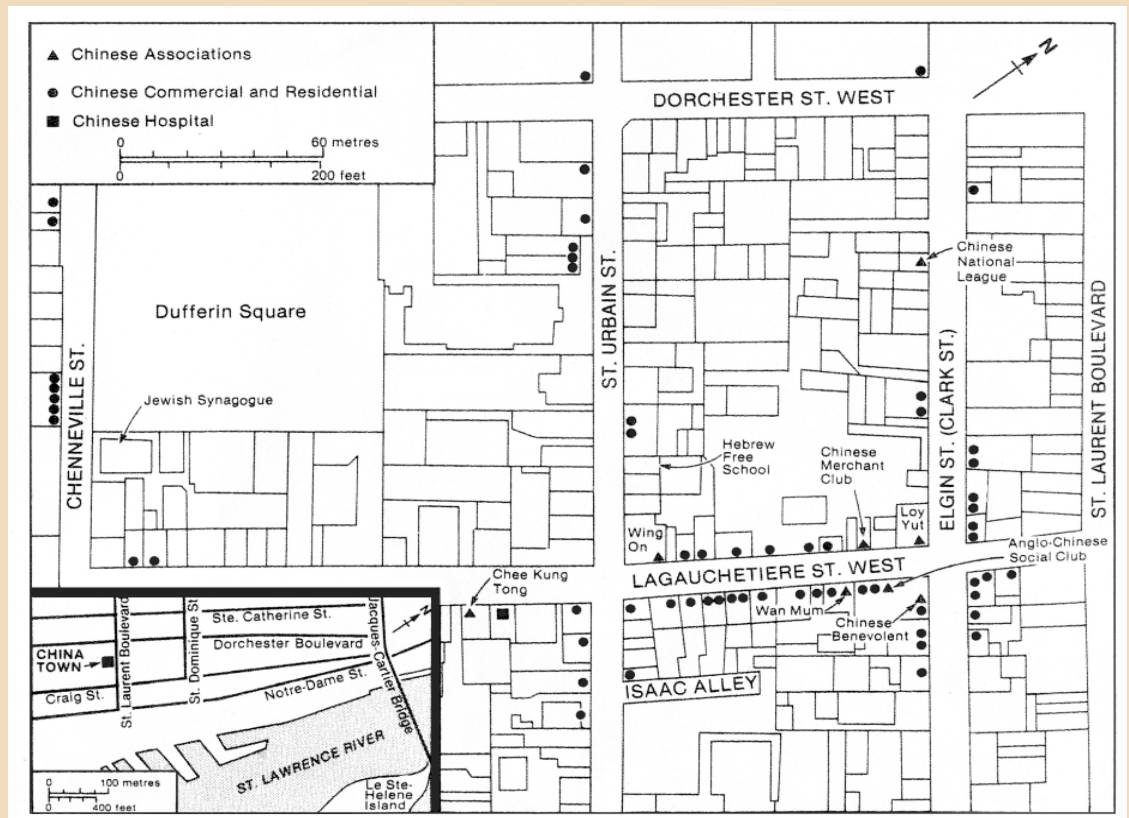 Chinese Associations
Chinese Commercial and Residential
Chinese Hospital
0 60 metres
0 200 feet
N
DORCHESTER ST. WEST
Chinese
National
League
Dufferin Square
ST. URBAIN ST.
ST. LAURENT BOULEVARD
CHENNEVILLE ST.
ELGIN ST. (CLARK ST.)
Jewish Synagogue
Hebrew
Free
School
Chinese
Merchant
Club
Wing
On
Loy
Yut
Anglo-Chinese
Social Club
LAGAUCHETIERE ST. WEST
Chee Kung
Tong
Wan Mum
Chinese
Benevolent
ISAAC ALLEY
St. Laurent Boulevard
St. Dominique St.
Ste. Catherine St.
Jacques-Cartier Bridge
N
CHINA
TOWN
Dorchester Boulevard
Craig St.
Notre-Dame St.
ST. LAWRENCE RIVER
0 100 metres
0 400 feet
Le Ste-
Helene
Island